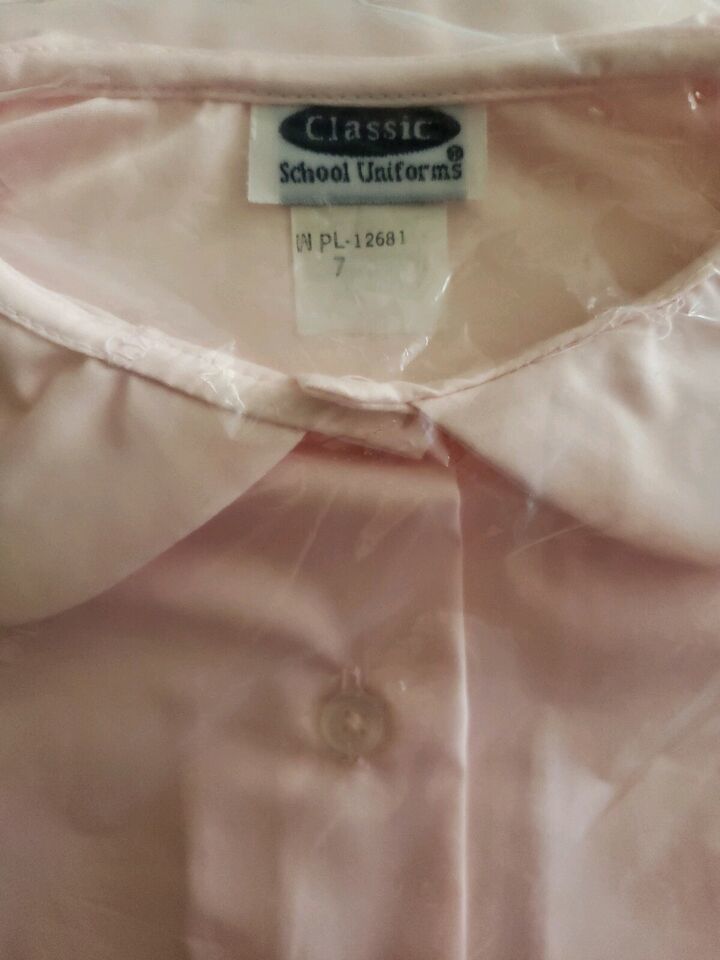 Classic
School Uniforms®
W PL-12681
7